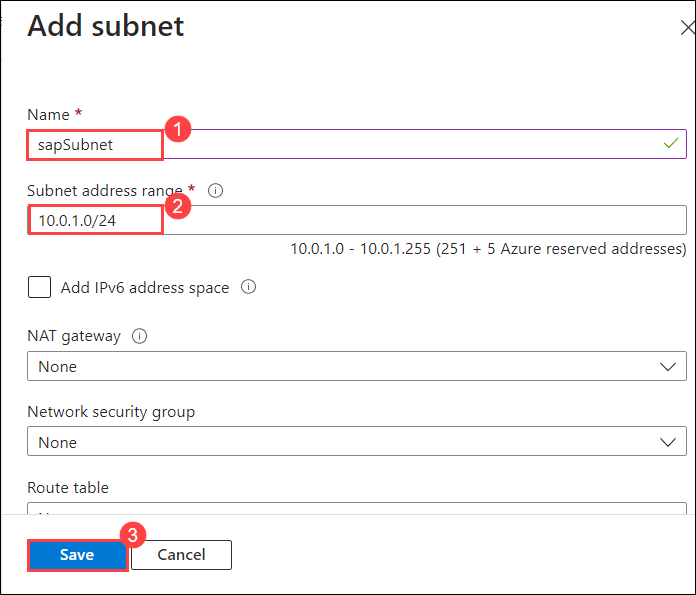 Add subnet
Name *
1
sapSubnet
Subnet address range *
2
10.0.1.0/24
10.0.1.0 - 10.0.1.255 (251 + 5 Azure reserved addresses)
Add IPv6 address space
NAT gateway
None
Network security group
None
Route table
3
Save
Cancel